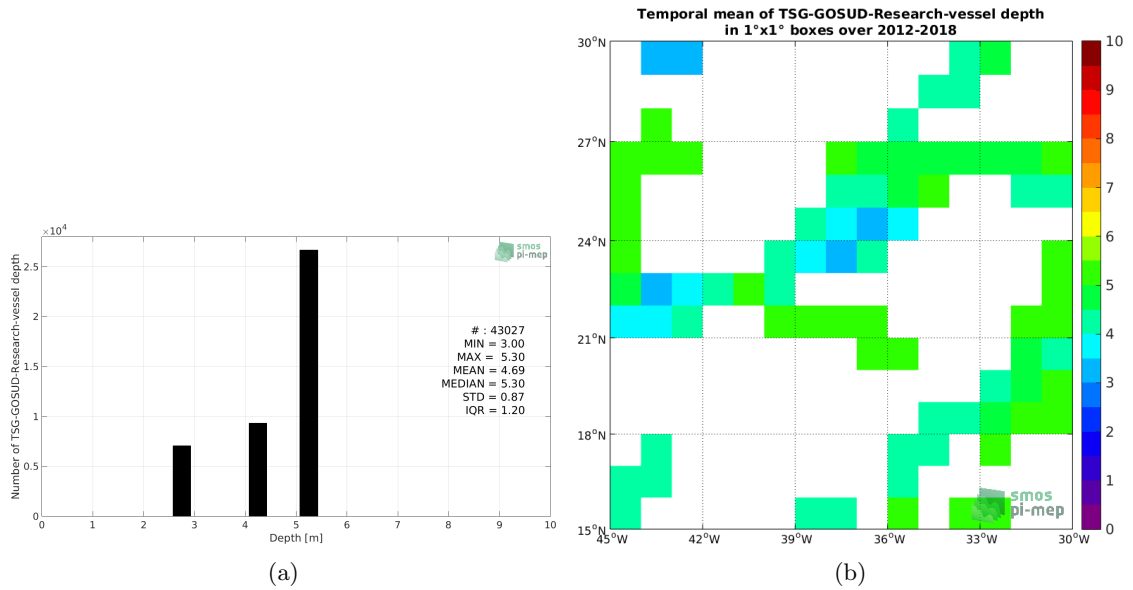 ×10⁴
2.5
2
1.5
1
0.5
0
0 1 2 3 4 5 6 7 8 9 10
Number of TSG-GOSUD-Research-vessel depth
Depth [m]
smos
pi-mep
# : 43027
MIN = 3.00
MAX = 5.30
MEAN = 4.69
MEDIAN = 5.30
STD = 0.87
IQR = 1.20
(a)
Temporal mean of TSG-GOSUD-Research-vessel depth
in 1°x1° boxes over 2012-2018
30°N
27°N
24°N
21°N
18°N
15°N
45°W 42°W 39°W 36°W 33°W 30°W
smos
pi-mep
10
9
8
7
6
5
4
3
2
1
0
(b)